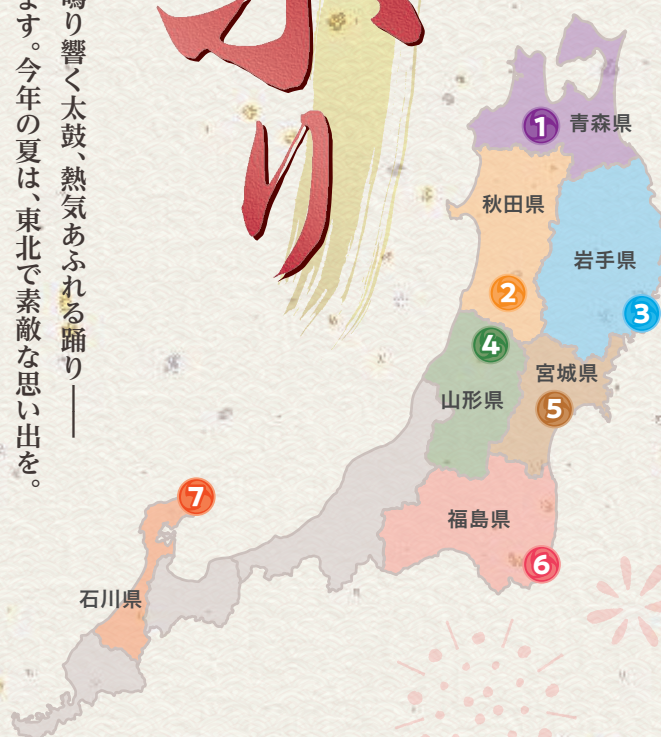 り
鳴り響く太鼓、熱気あふれる踊り――
ます。今年の夏は、東北で素敵な思い出を。
1
青森県
秋田県
岩手県
2
3
4
宮城県
山形県
5
7
福島県
6
石川県